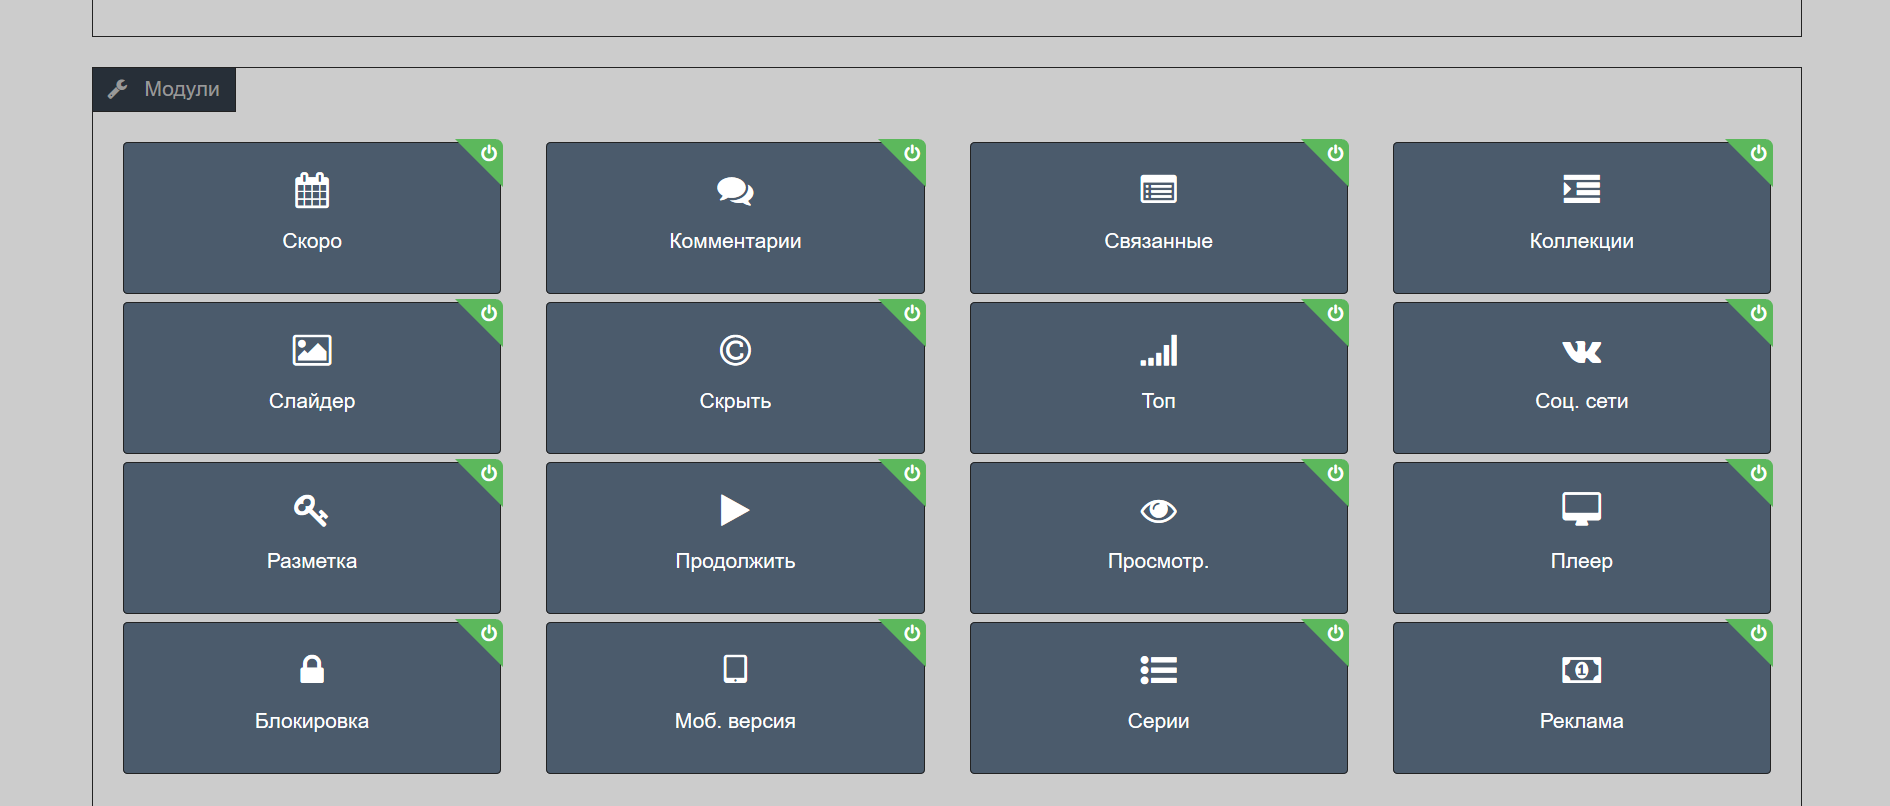 Модули
Скоро
Комментарии
Связанные
Коллекции
Слайдер
Скрыть
Топ
Соц. сети
Разметка
Продолжить
Просмотр.
Плеер
Блокировка
Моб. версия
Серии
Реклама